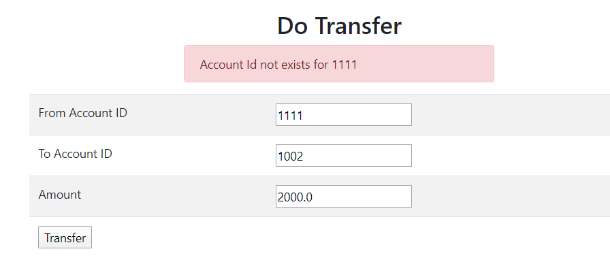 Do Transfer
Account Id not exists for 1111
From Account ID 1111
To Account ID 1002
Amount 2000.0
Transfer